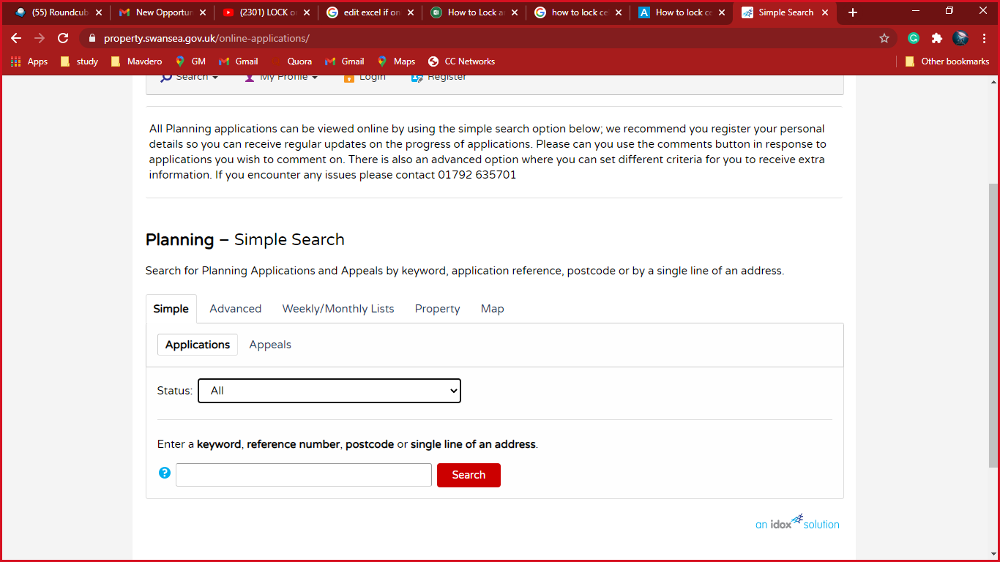 (55) Roundcub
New Opportun
(2301) LOCK o
edit excel if on
How to Lock a
how to lock ce
How to lock ce
Simple Search
property.swansea.gov.uk/online-applications/
Apps
study
Mavdero
GM
Gmail
Quora
Gmail
Maps
CC Networks
Other bookmarks
Search
My Profile
Login
Register
All Planning applications can be viewed online by using the simple search option below; we recommend you register your personal
details so you can receive regular updates on the progress of applications. Please can you use the comments button in response to
applications you wish to comment on. There is also an advanced option where you can set different criteria for you to receive extra
information. If you encounter any issues please contact 01792 635701
Planning – Simple Search
Search for Planning Applications and Appeals by keyword, application reference, postcode or by a single line of an address.
Simple
Advanced
Weekly/Monthly Lists
Property
Map
Applications
Appeals
Status:
All
Enter a keyword, reference number, postcode or single line of an address.
?
Search
an idox solution